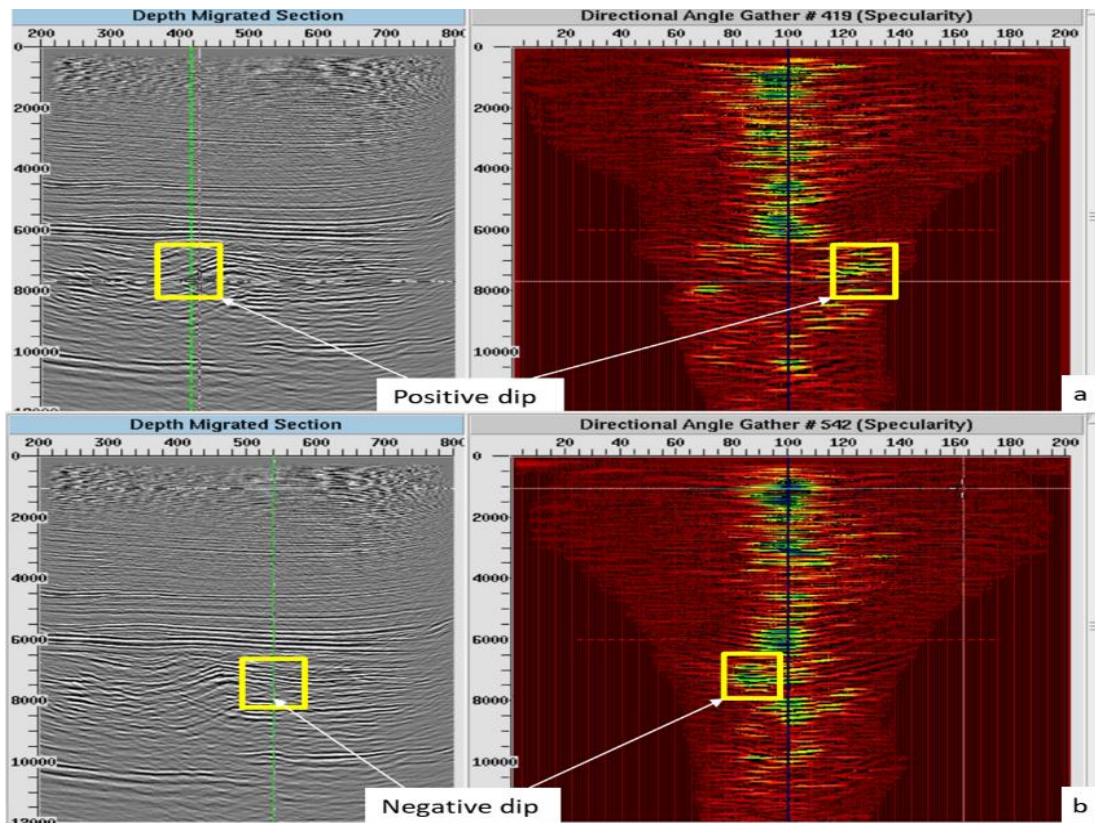 Depth Migrated Section
Directional Angle Gather # 419 (Specularity)
200 300 400 500 600 700 800
20 40 60 80 100 120 140 160 180 200
0
2000
4000
6000
8000
10000
0
2000
4000
6000
8000
10000
Positive dip
a
Depth Migrated Section
Directional Angle Gather # 542 (Specularity)
200 300 400 500 600 700 800
20 40 60 80 100 120 140 160 180 200
0
2000
4000
6000
8000
10000
0
2000
4000
6000
8000
10000
Negative dip
b